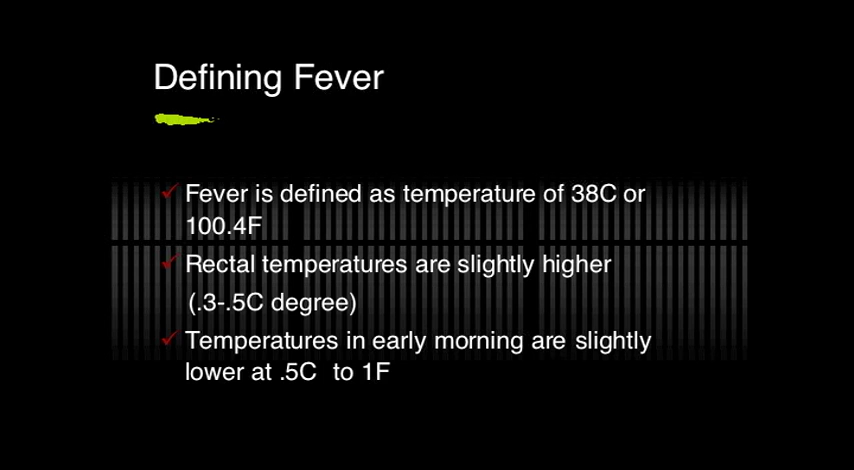 Defining Fever
Fever is defined as temperature of 38C or
100.4F
Rectal temperatures are slightly higher
(.3-.5C degree)
Temperatures in early morning are slightly
lower at .5C to 1F